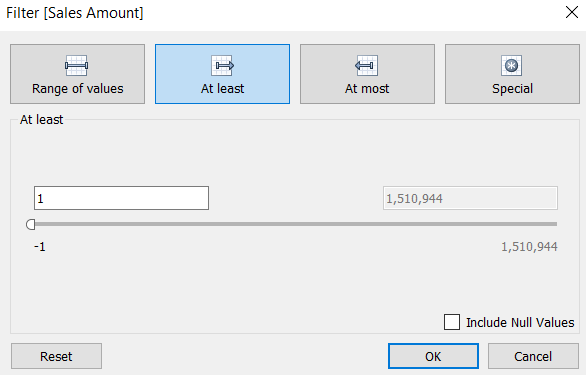 Filter [Sales Amount]
Range of values
At least
At most
Special
At least
1
1,510,944
-1
1,510,944
Include Null Values
Reset
OK
Cancel